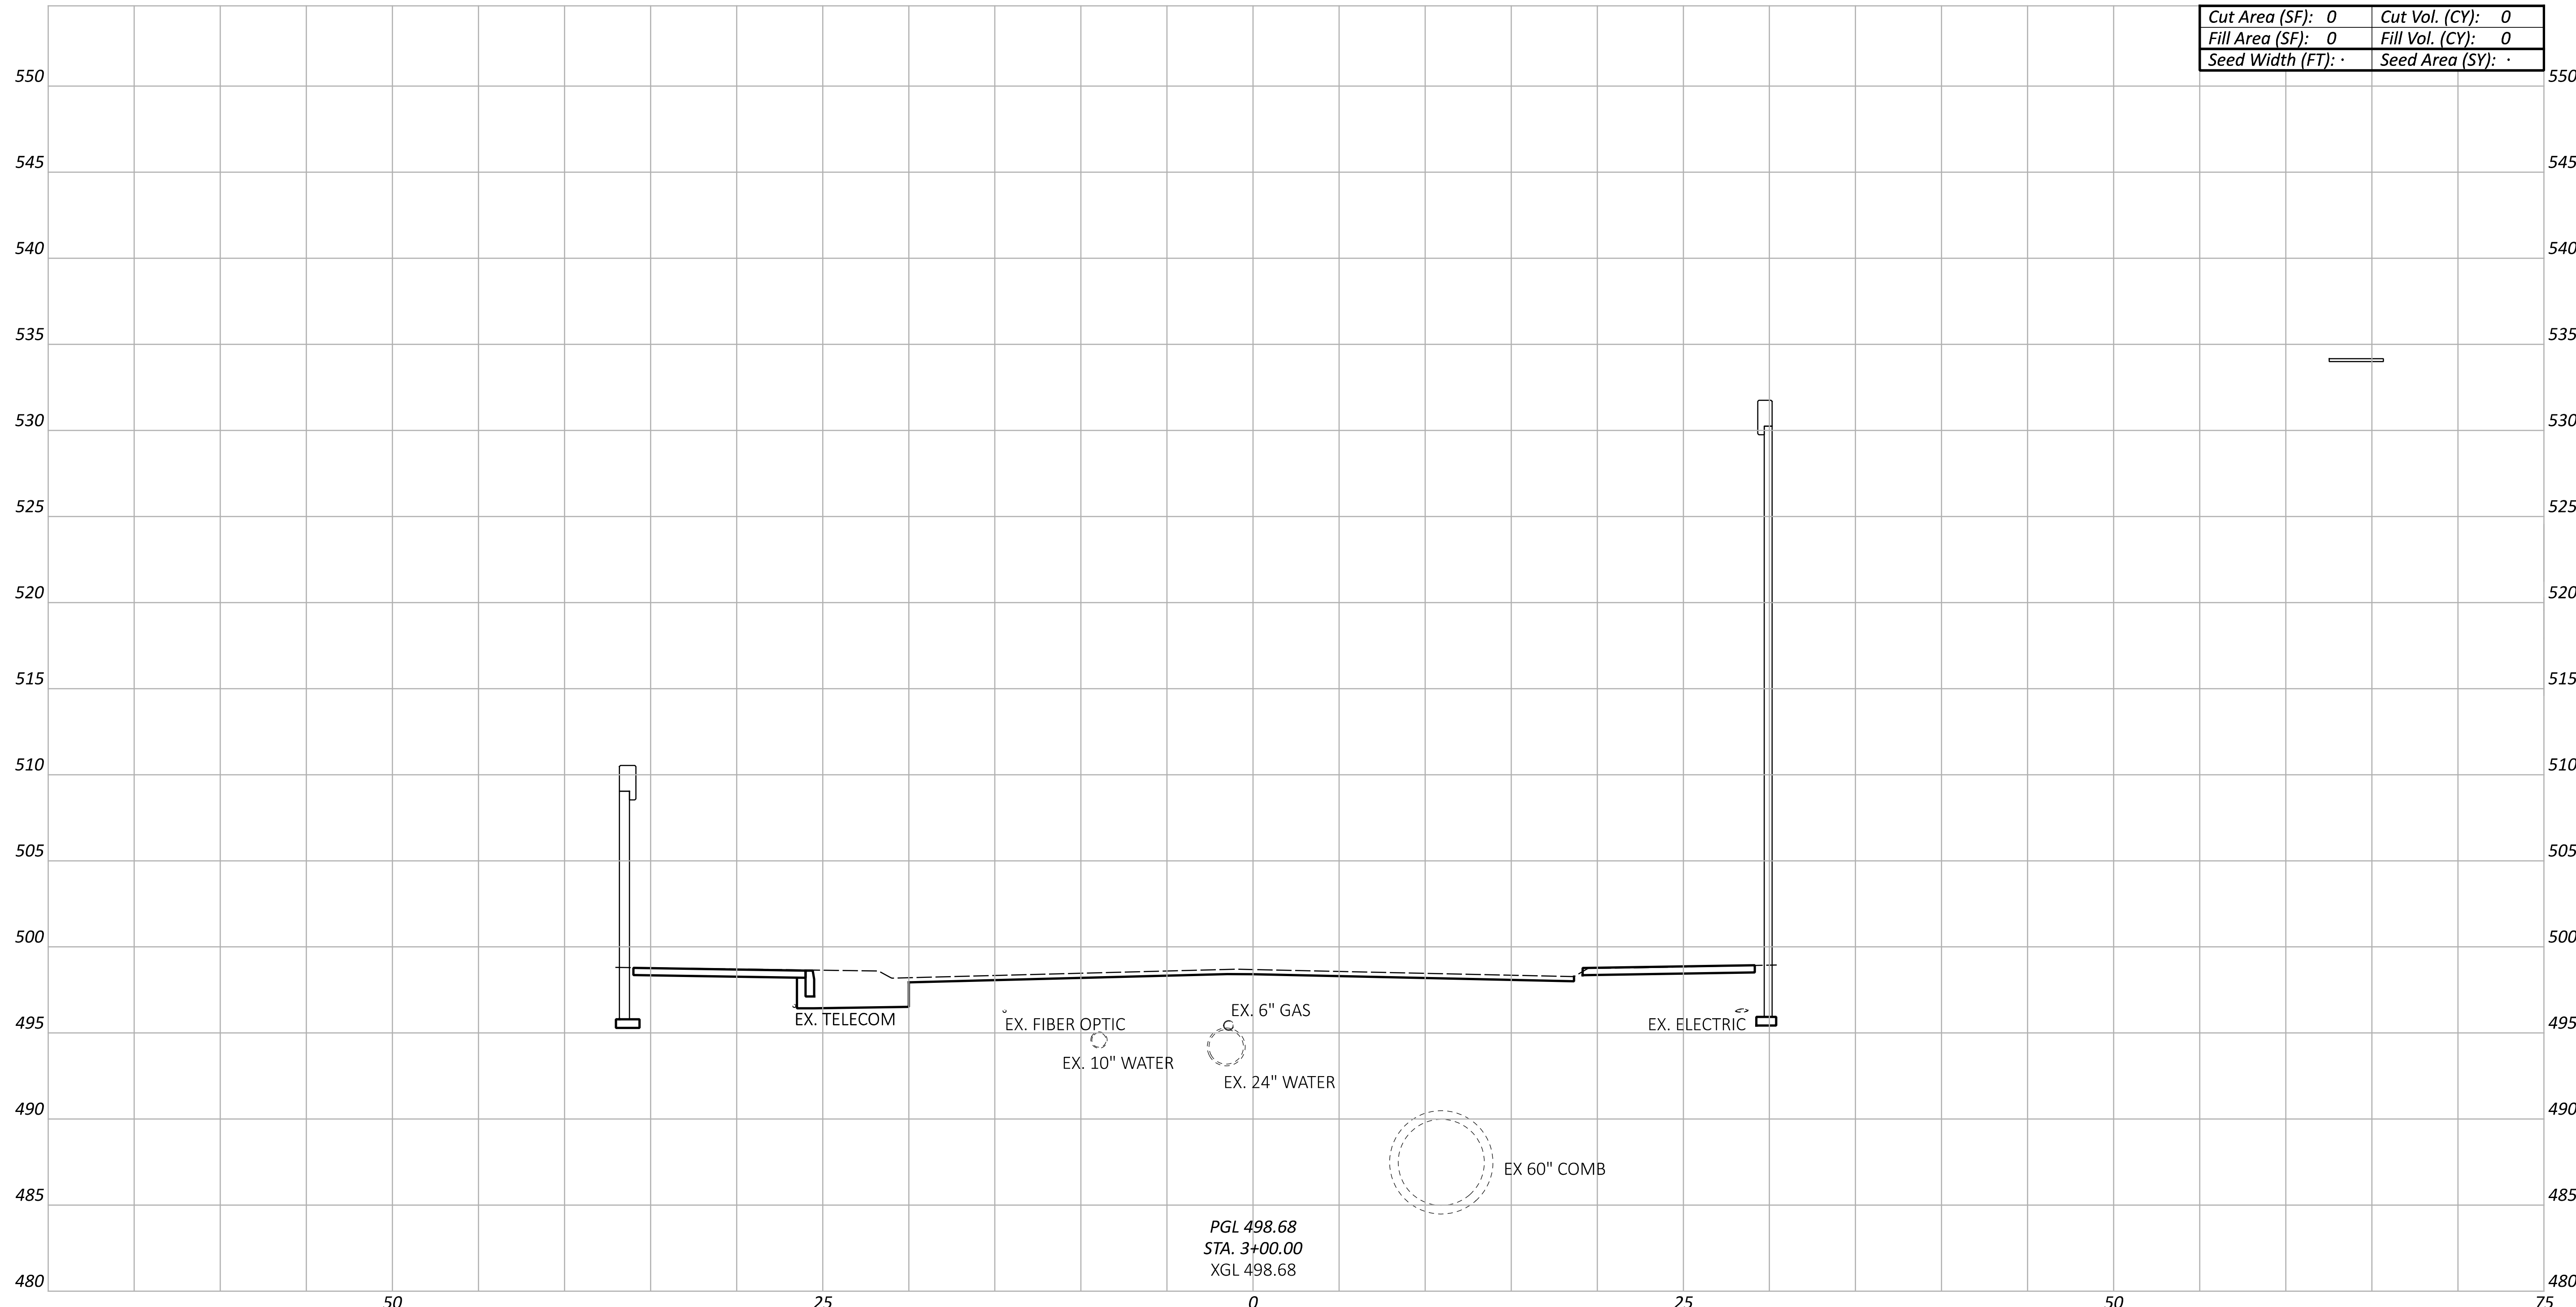 Cut Area (SF): 0 Cut Vol. (CY): 0
Fill Area (SF): 0 Fill Vol. (CY): 0
Seed Width (FT): · Seed Area (SY): ·
550 550
545 545
540 540
535 535
530 530
525 525
520 520
515 515
510 510
505 505
500 500
495 495
EX. TELECOM
EX. FIBER OPTIC
EX. 6" GAS
EX. ELECTRIC
EX. 10" WATER
EX. 24" WATER
490 490
EX 60" COMB
485 485
PGL 498.68
STA. 3+00.00
XGL 498.68
480 480
50 25 0 25 50 75